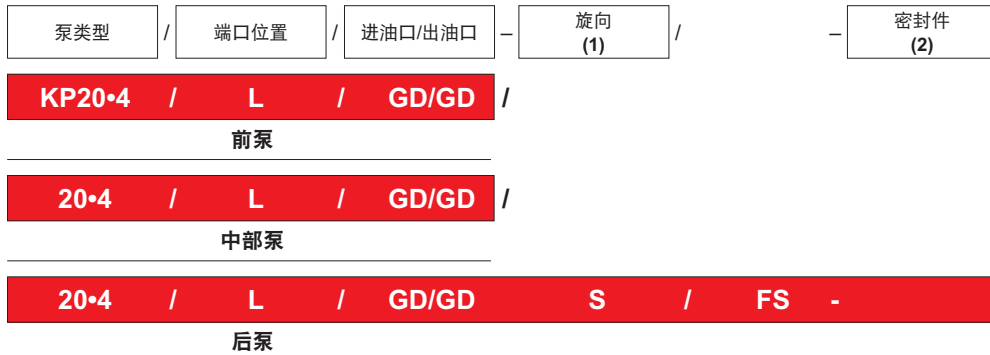 泵类型 / 端口位置 / 进油口/出油口 – 旋向 (1) / – 密封件 (2)
KP20•4 / L / GD/GD /
前泵
20•4 / L / GD/GD /
中部泵
20•4 / L / GD/GD S / FS -
后泵